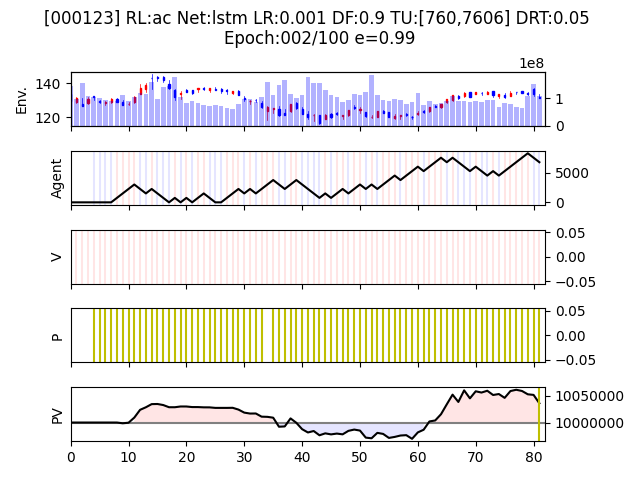 [000123] RL:ac Net:lstm LR:0.001 DF:0.9 TU:[760,7606] DRT:0.05
Epoch:002/100 e=0.99
1e8
Env.
140
120
1
0
Agent
5000
0
V
0.05
0.00
−0.05
P
0.05
0.00
−0.05
PV
10050000
10000000
0 10 20 30 40 50 60 70 80